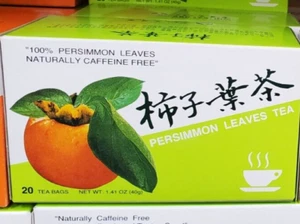 "100% PERSIMMON LEAVES
NATURALLY CAFFEINE FREE"
柿子葉茶
PERSIMMON LEAVES TEA
20 TEA BAGS NET WT. 1.41 OZ (40g)
"Naturally Caffeine Free"